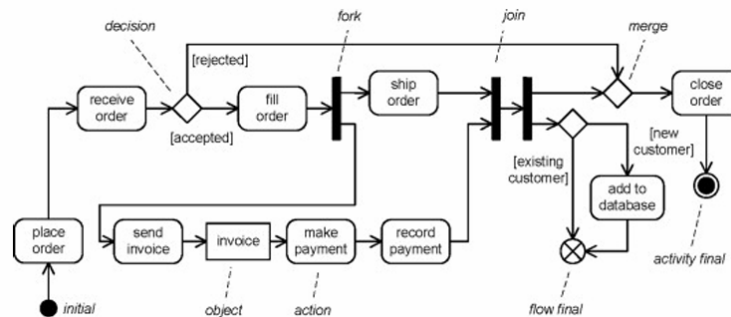 decision
fork
join
merge
[rejected]
receive
order
fill
order
ship
order
close
order
[accepted]
[new
customer]
[existing
customer]
add to
database
place
order
send
invoice
invoice
make
payment
record
payment
activity final
initial
object
action
flow final